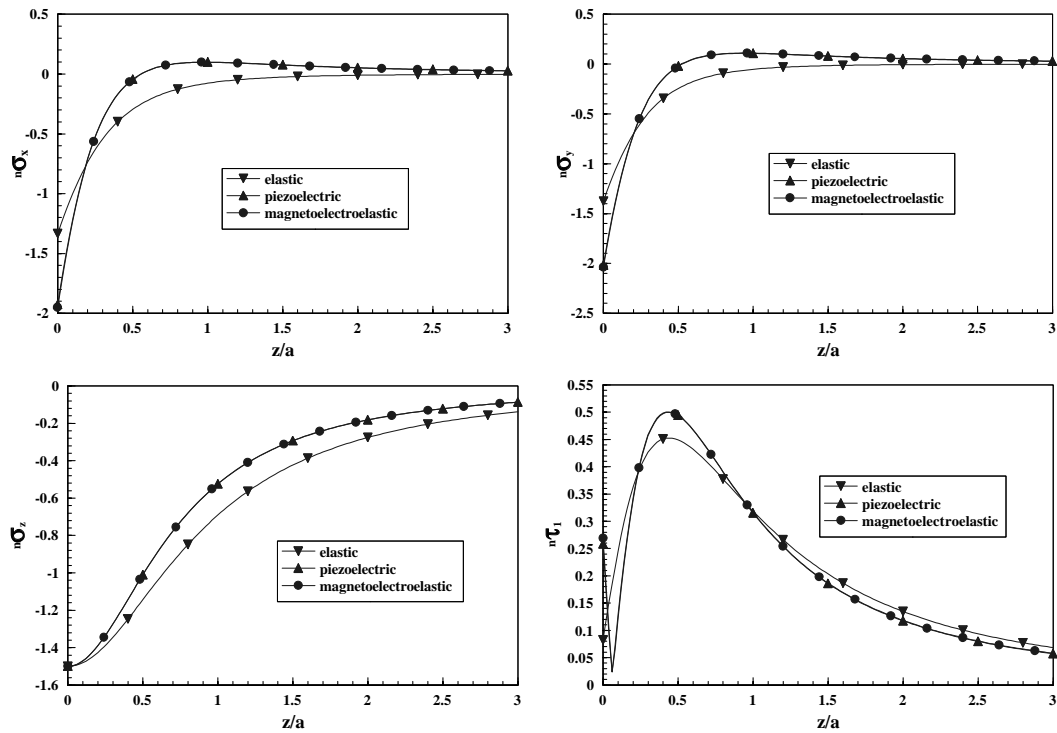 0.5
0
-0.5
-1
-1.5
-2
ⁿσₓ
elastic
piezoelectric
magnetoelectroelastic
0 0.5 1 1.5 2 2.5 3
z/a
0.5
0
-0.5
-1
-1.5
-2
-2.5
ⁿσ_y
elastic
piezoelectric
magnetoelectroelastic
0 0.5 1 1.5 2 2.5 3
z/a
0
-0.2
-0.4
-0.6
-0.8
-1
-1.2
-1.4
-1.6
ⁿσ_z
elastic
piezoelectric
magnetoelectroelastic
0 0.5 1 1.5 2 2.5 3
z/a
0.55
0.5
0.45
0.4
0.35
0.3
0.25
0.2
0.15
0.1
0.05
0
ⁿτ₁
elastic
piezoelectric
magnetoelectroelastic
0 0.5 1 1.5 2 2.5 3
z/a